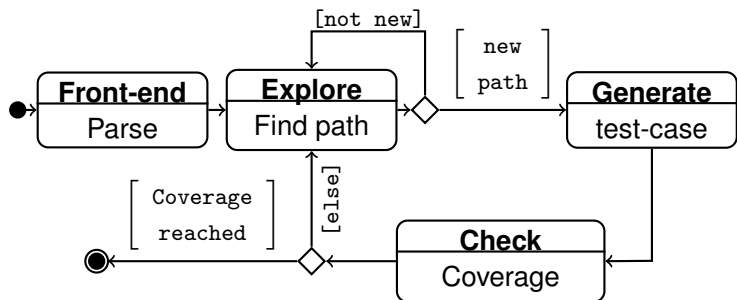 [not new]
[ new
path ]
Front-end
Parse
Explore
Find path
Generate
test-case
[ Coverage
reached ]
[else]
Check
Coverage